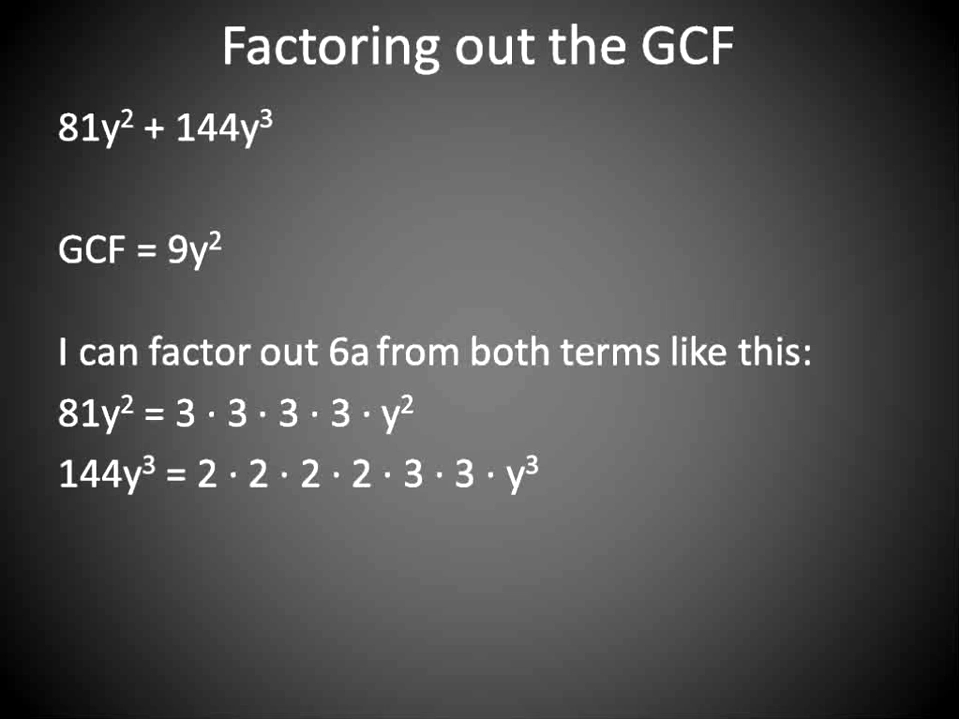 Factoring out the GCF
81y² + 144y³
GCF = 9y²
I can factor out 6a from both terms like this:
81y² = 3 · 3 · 3 · 3 · y²
144y³ = 2 · 2 · 2 · 2 · 3 · 3 · y³